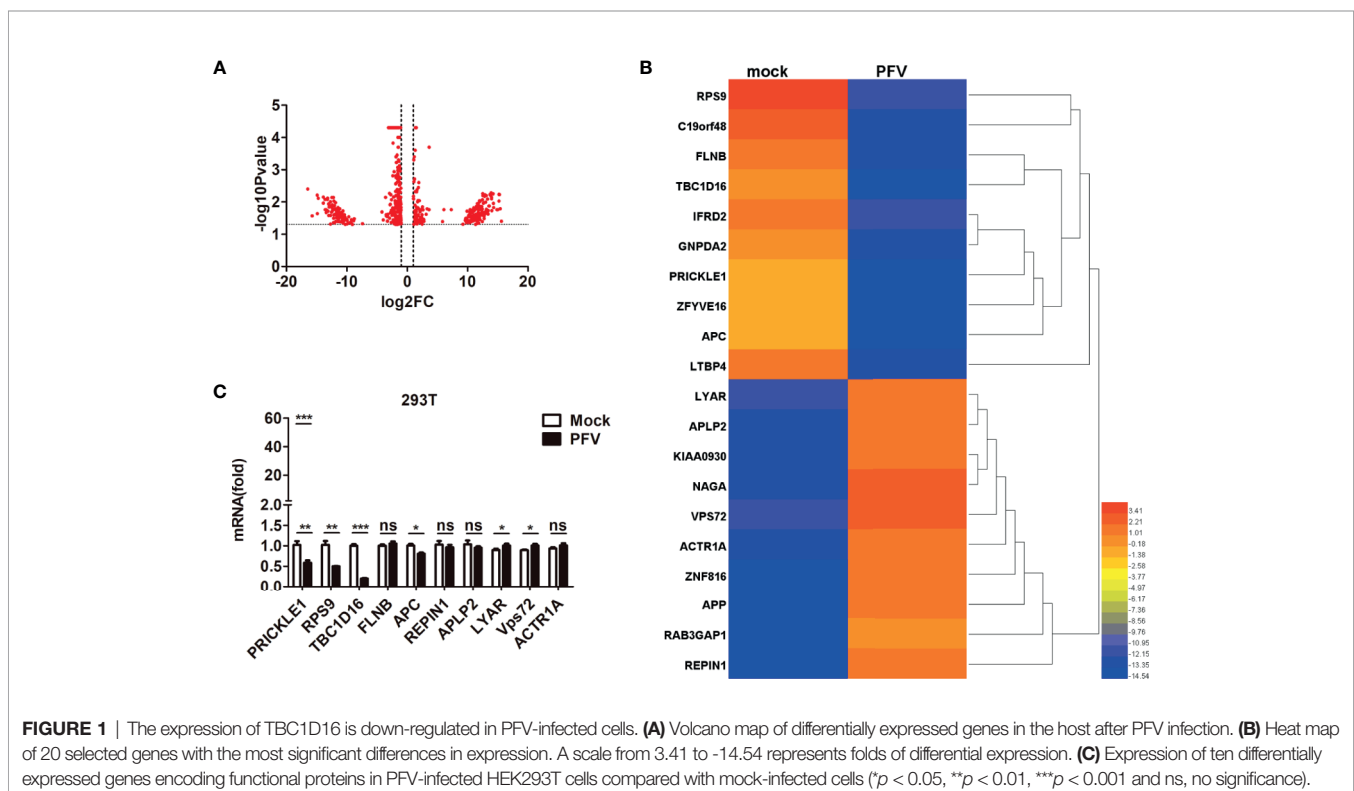 A
5
4
3
2
1
0
-log10Pvalue
-20 -10 0 10 20
log2FC
B
mock PFV
RPS9
C19orf48
FLNB
TBC1D16
IFRD2
GNPDA2
PRICKLE1
ZFYVE16
APC
LTBP4
LYAR
APLP2
KIAA0930
NAGA
VPS72
ACTR1A
ZNF816
APP
RAB3GAP1
REPIN1
3.41
2.21
1.01
-0.18
-1.38
-2.58
-3.77
-4.97
-6.17
-7.36
-8.56
-9.76
-10.95
-12.15
-13.35
-14.54
C
293T
Mock
PFV
mRNA(fold)
60
40
20
2.0
1.5
1.0
0.5
0.0
***
** ** *** ns * ns ns * * ns
PRICKLE1 RPS9 TBC1D16 FLNB APC REPIN1 APLP2 LYAR Vps72 ACTR1A
FIGURE 1 | The expression of TBC1D16 is down-regulated in PFV-infected cells. (A) Volcano map of differentially expressed genes in the host after PFV infection. (B) Heat map
of 20 selected genes with the most significant differences in expression. A scale from 3.41 to -14.54 represents folds of differential expression. (C) Expression of ten differentially
expressed genes encoding functional proteins in PFV-infected HEK293T cells compared with mock-infected cells (*p < 0.05, **p < 0.01, ***p < 0.001 and ns, no significance).